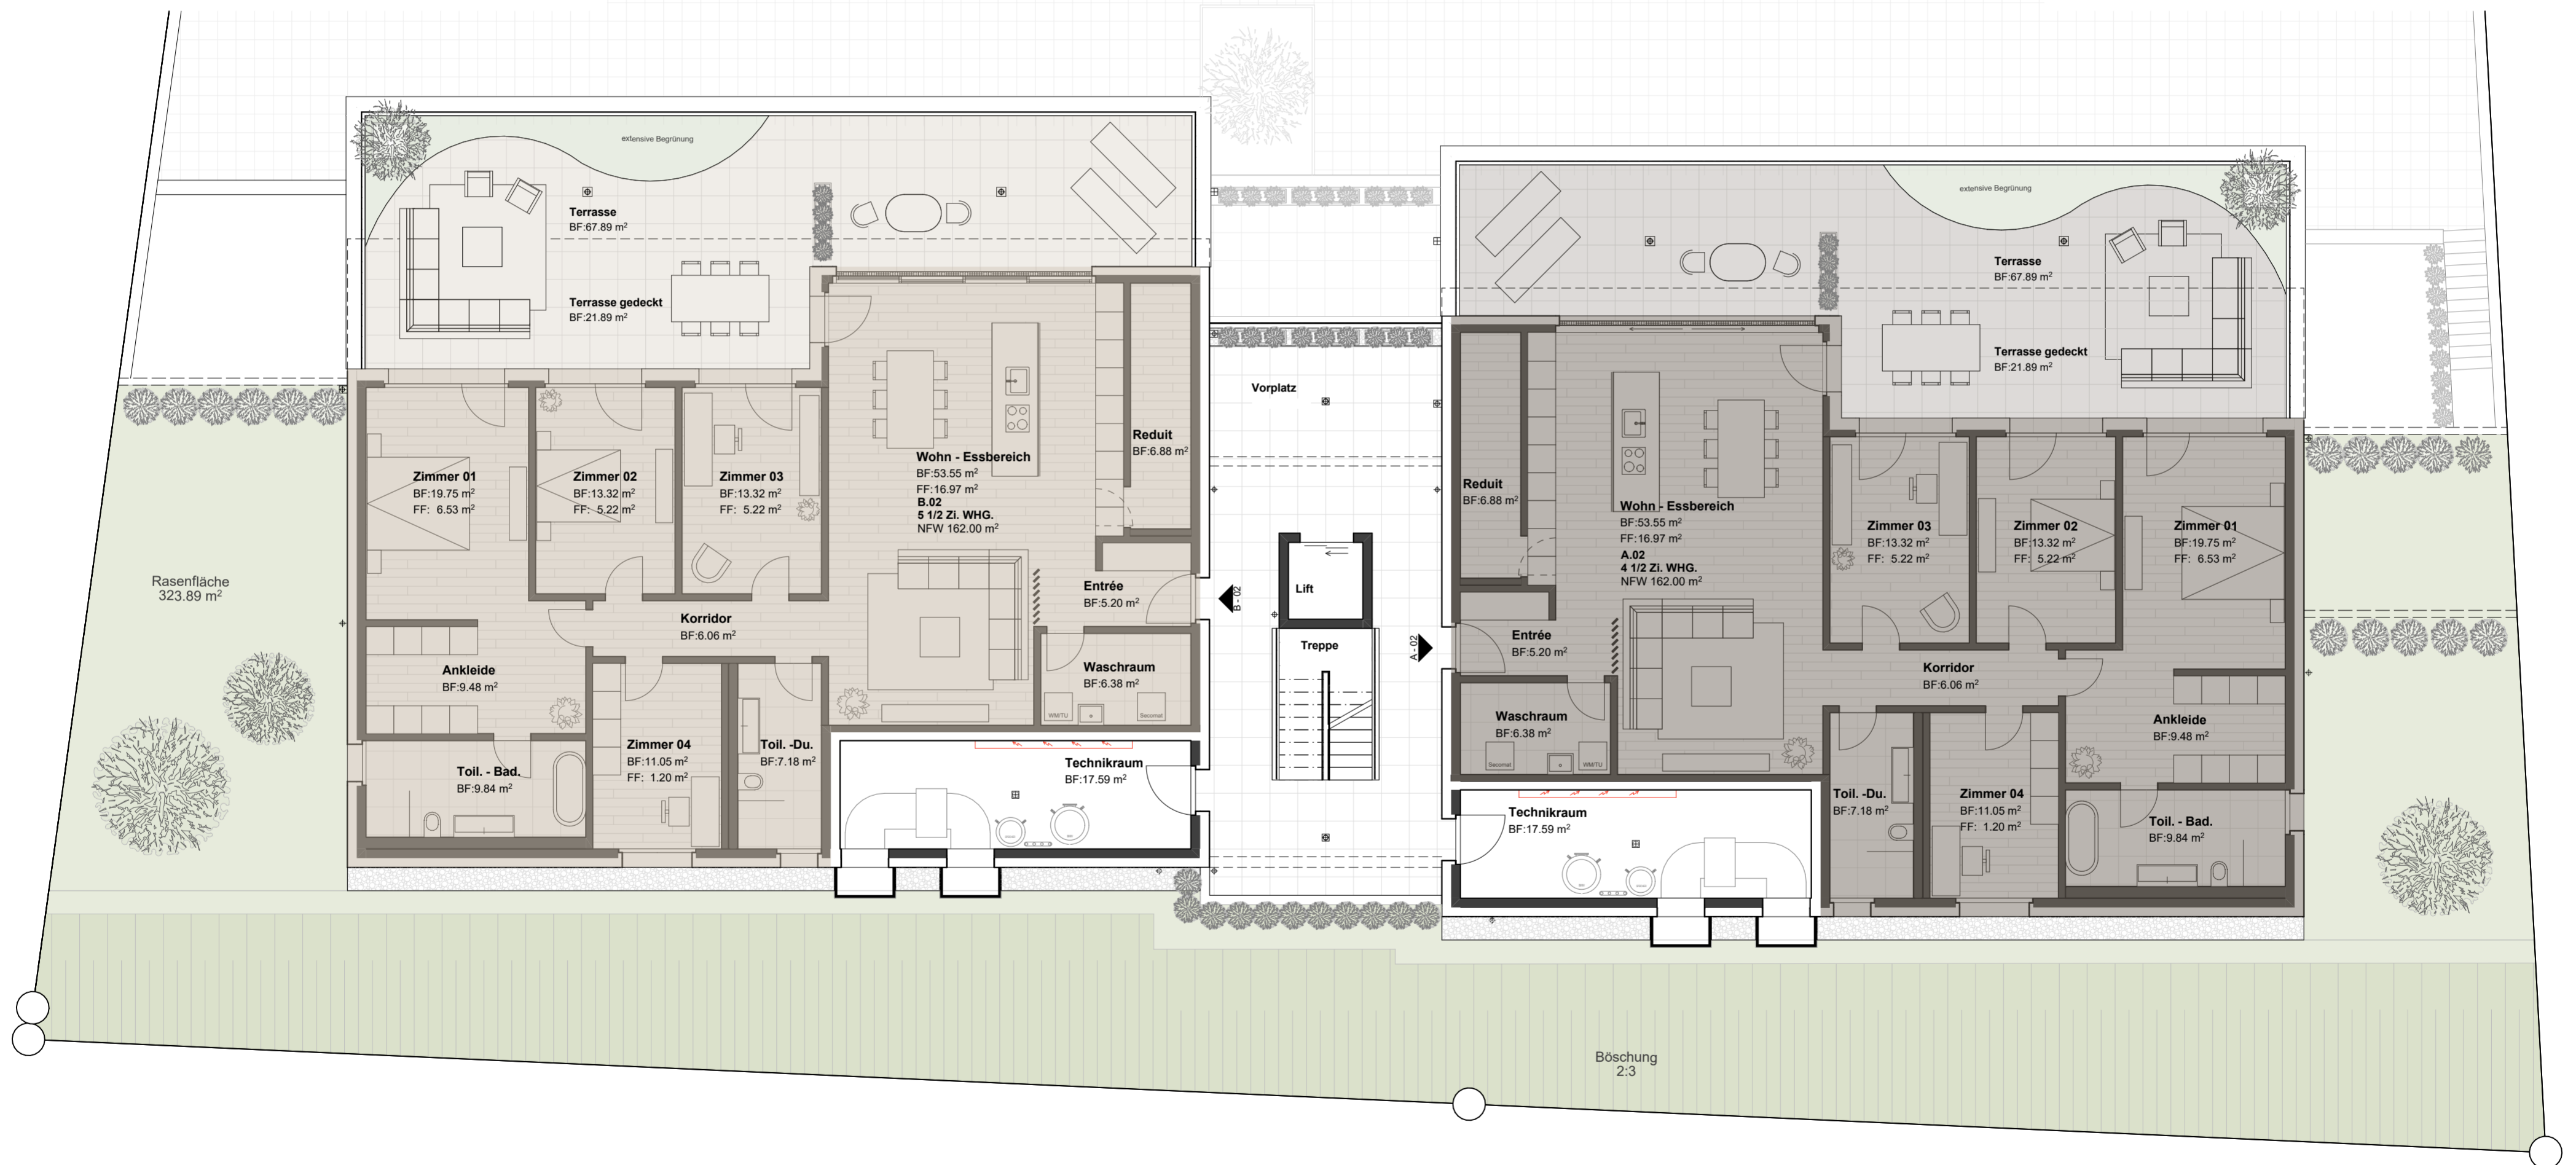 extensive Begrünung
Terrasse
BF:67.89 m²
Terrasse gedeckt
BF:21.89 m²
Zimmer 01
BF:19.75 m²
FF: 6.53 m²
Zimmer 02
BF:13.32 m²
FF: 5.22 m²
Zimmer 03
BF:13.32 m²
FF: 5.22 m²
Wohn - Essbereich
BF:53.55 m²
FF:16.97 m²
B.02
5 1/2 Zi. WHG.
NFW 162.00 m²
Reduit
BF:6.88 m²
Entrée
BF:5.20 m²
Korridor
BF:6.06 m²
Waschraum
BF:6.38 m²
WM/TU
Secomat
Ankleide
BF:9.48 m²
Toil. - Bad.
BF:9.84 m²
Zimmer 04
BF:11.05 m²
FF: 1.20 m²
Toil. -Du.
BF:7.18 m²
Technikraum
BF:17.59 m²
Rasenfläche
323.89 m²
Vorplatz
Lift
Treppe
B - 02
A - 02
extensive Begrünung
Terrasse
BF:67.89 m²
Terrasse gedeckt
BF:21.89 m²
Reduit
BF:6.88 m²
Wohn - Essbereich
BF:53.55 m²
FF:16.97 m²
A.02
4 1/2 Zi. WHG.
NFW 162.00 m²
Zimmer 03
BF:13.32 m²
FF: 5.22 m²
Zimmer 02
BF:13.32 m²
FF: 5.22 m²
Zimmer 01
BF:19.75 m²
FF: 6.53 m²
Entrée
BF:5.20 m²
Korridor
BF:6.06 m²
Waschraum
BF:6.38 m²
Secomat
WM/TU
Ankleide
BF:9.48 m²
Toil. -Du.
BF:7.18 m²
Zimmer 04
BF:11.05 m²
FF: 1.20 m²
Toil. - Bad.
BF:9.84 m²
Technikraum
BF:17.59 m²
Böschung
2:3